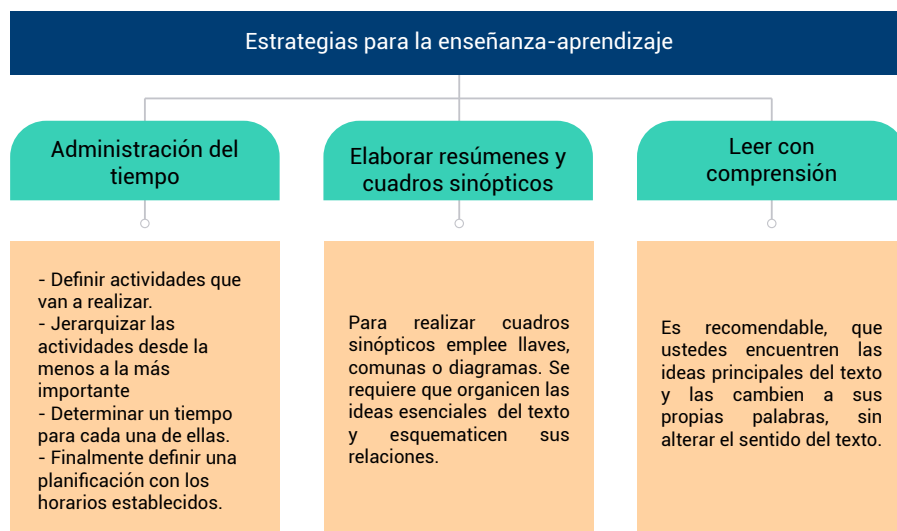 Estrategias para la enseñanza-aprendizaje
Administración del
tiempo
- Definir actividades que
van a realizar.
- Jerarquizar las
actividades desde la
menos a la más
importante
- Determinar un tiempo
para cada una de ellas.
- Finalmente definir una
planificación con los
horarios establecidos.
Elaborar resúmenes y
cuadros sinópticos
Para realizar cuadros
sinópticos emplee llaves,
comunas o diagramas. Se
requiere que organicen las
ideas esenciales del texto
y esquematicen sus
relaciones.
Leer con
comprensión
Es recomendable, que
ustedes encuentren las
ideas principales del texto
y las cambien a sus
propias palabras, sin
alterar el sentido del texto.